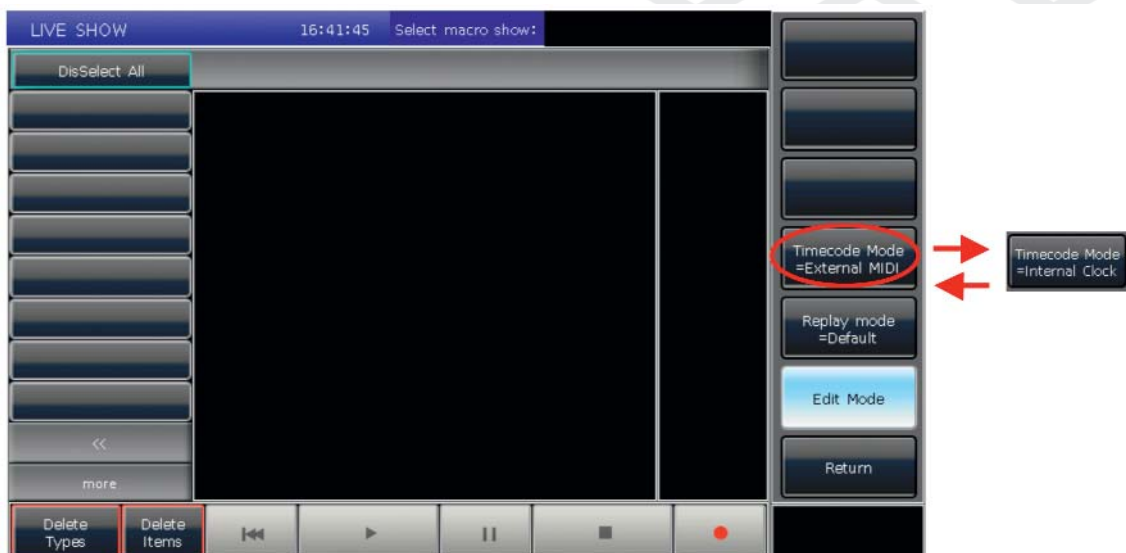 LIVE SHOW 16:41:45 Select macro show:
DisSelect All
Timecode Mode
=External MIDI
Timecode Mode
=Internal Clock
Replay mode
=Default
Edit Mode
<<
more
Return
Delete
Types
Delete
Items